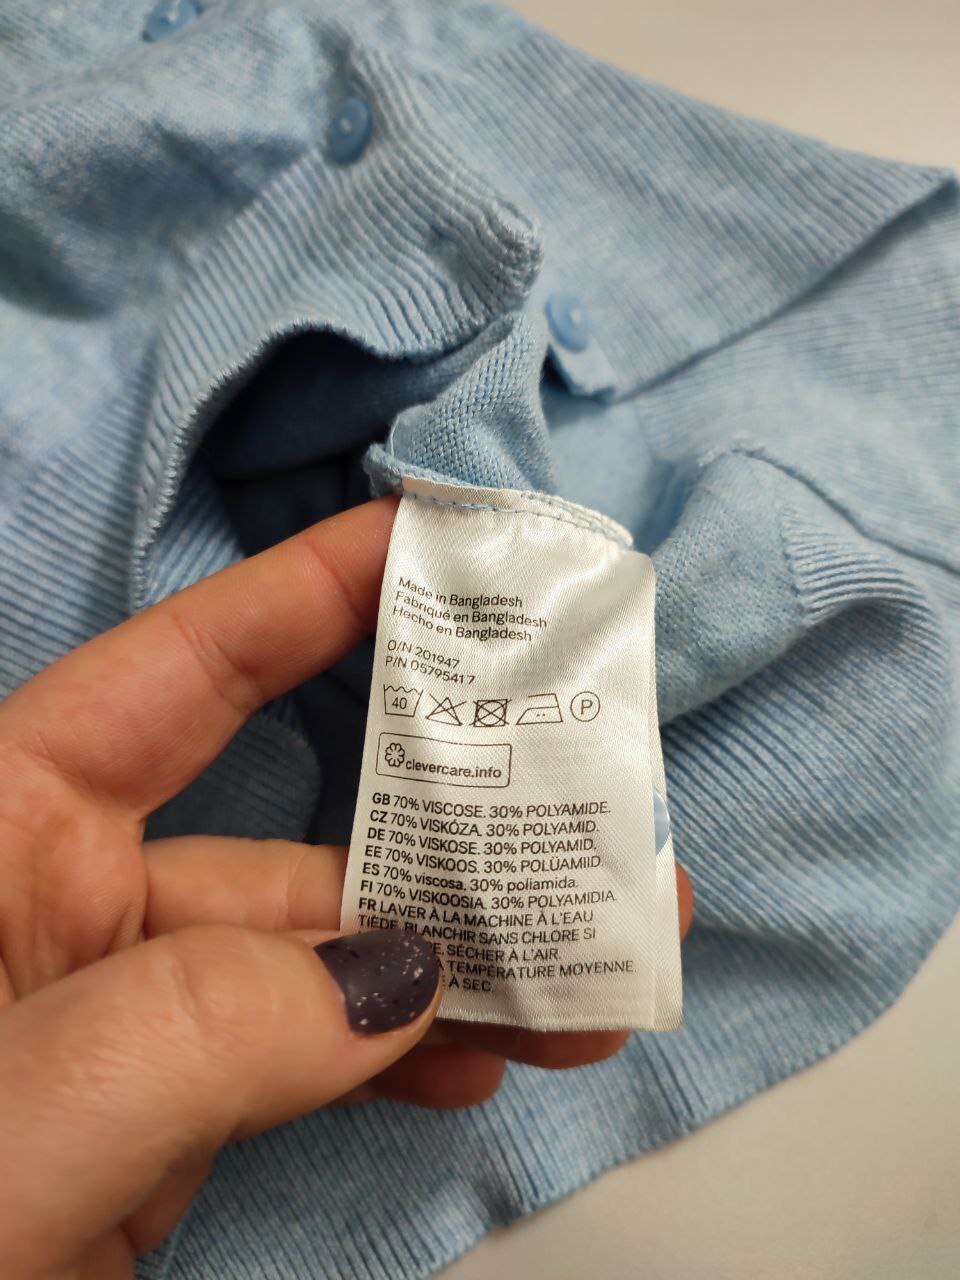 Made in Bangladesh
Fabriqué en Bangladesh
Hecho en Bangladesh
O/N 201947
P/N 05795417
40
P
clevercare.info
GB 70% VISCOSE. 30% POLYAMIDE.
CZ 70% VISKÓZA. 30% POLYAMID.
DE 70% VISKOSE. 30% POLYAMID.
EE 70% VISKOOS. 30% POLÜAMIID.
ES 70% viscosa. 30% poliamida.
FI 70% VISKOOSIA. 30% POLYAMIDIA.
FR LAVER À LA MACHINE À L'EAU
TIÈDE. BLANCHIR SANS CHLORE SI
SÉCHER À L'AIR.
À TEMPÉRATURE MOYENNE.
À SEC.